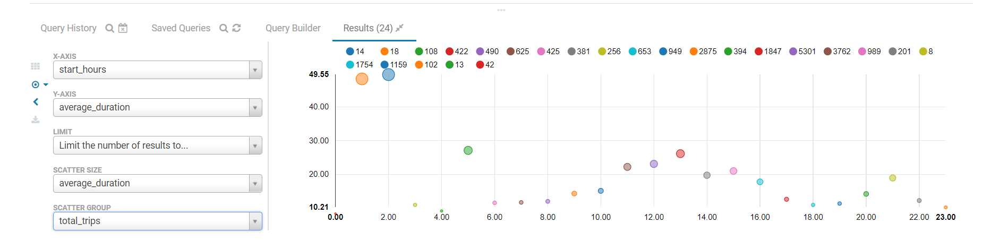 Query History Saved Queries Query Builder Results (24)
X-AXIS
start_hours
Y-AXIS
average_duration
LIMIT
Limit the number of results to...
SCATTER SIZE
average_duration
SCATTER GROUP
total_trips
14 18 108 422 490 625 425 381 256 653 949 2875 394 1847 5301 3762 989 201 8
1754 1159 102 13 42
49.55
40.00
30.00
20.00
10.21
0.00 2.00 4.00 6.00 8.00 10.00 12.00 14.00 16.00 18.00 20.00 22.00 23.00